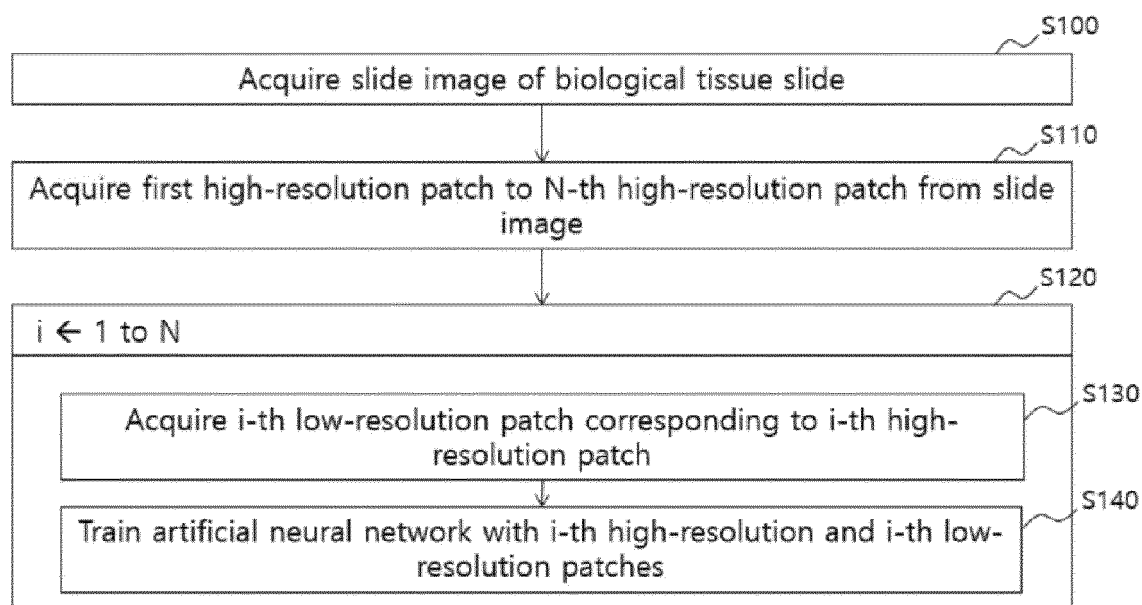 S100
Acquire slide image of biological tissue slide
S110
Acquire first high-resolution patch to N-th high-resolution patch from slide
image
S120
i ← 1 to N
S130
Acquire i-th low-resolution patch corresponding to i-th high-
resolution patch
S140
Train artificial neural network with i-th high-resolution and i-th low-
resolution patches